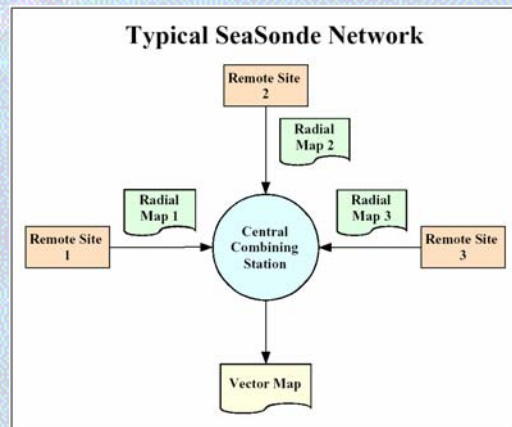 Typical SeaSonde Network
Remote Site
2
Radial
Map 2
Radial
Map 1
Radial
Map 3
Remote Site
1
Central
Combining
Station
Remote Site
3
Vector Map